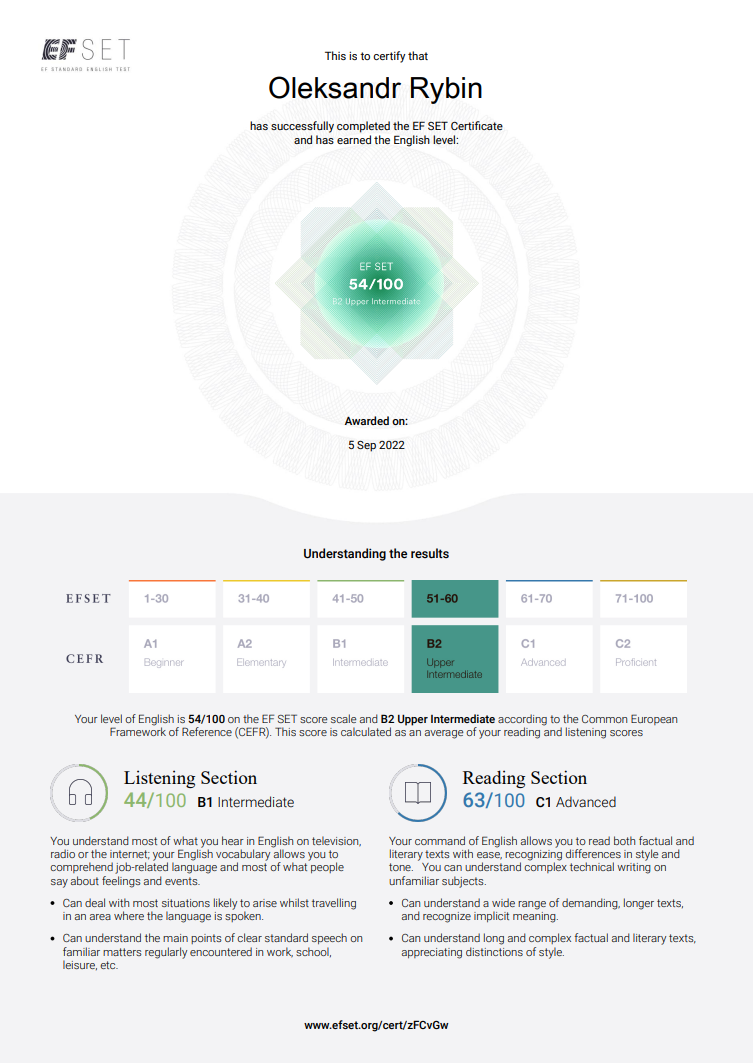 EF SET
EF STANDARD ENGLISH TEST
This is to certify that
Oleksandr Rybin
has successfully completed the EF SET Certificate
and has earned the English level:
EF SET
54/100
B2 Upper Intermediate
Awarded on:
5 Sep 2022
Understanding the results
EFSET 1-30 31-40 41-50 51-60 61-70 71-100
CEFR
A1 A2 B1 B2 C1 C2
Beginner Elementary Intermediate Upper Advanced Proficient
Intermediate
Your level of English is 54/100 on the EF SET score scale and B2 Upper Intermediate according to the Common European
Framework of Reference (CEFR). This score is calculated as an average of your reading and listening scores
Listening Section
44/100 B1 Intermediate
You understand most of what you hear in English on television,
radio or the internet; your English vocabulary allows you to
comprehend job-related language and most of what people
say about feelings and events.
• Can deal with most situations likely to arise whilst travelling
in an area where the language is spoken.
• Can understand the main points of clear standard speech on
familiar matters regularly encountered in work, school,
leisure, etc.
Reading Section
63/100 C1 Advanced
Your command of English allows you to read both factual and
literary texts with ease, recognizing differences in style and
tone. You can understand complex technical writing on
unfamiliar subjects.
• Can understand a wide range of demanding, longer texts,
and recognize implicit meaning.
• Can understand long and complex factual and literary texts,
appreciating distinctions of style.
www.efset.org/cert/zFCvGw